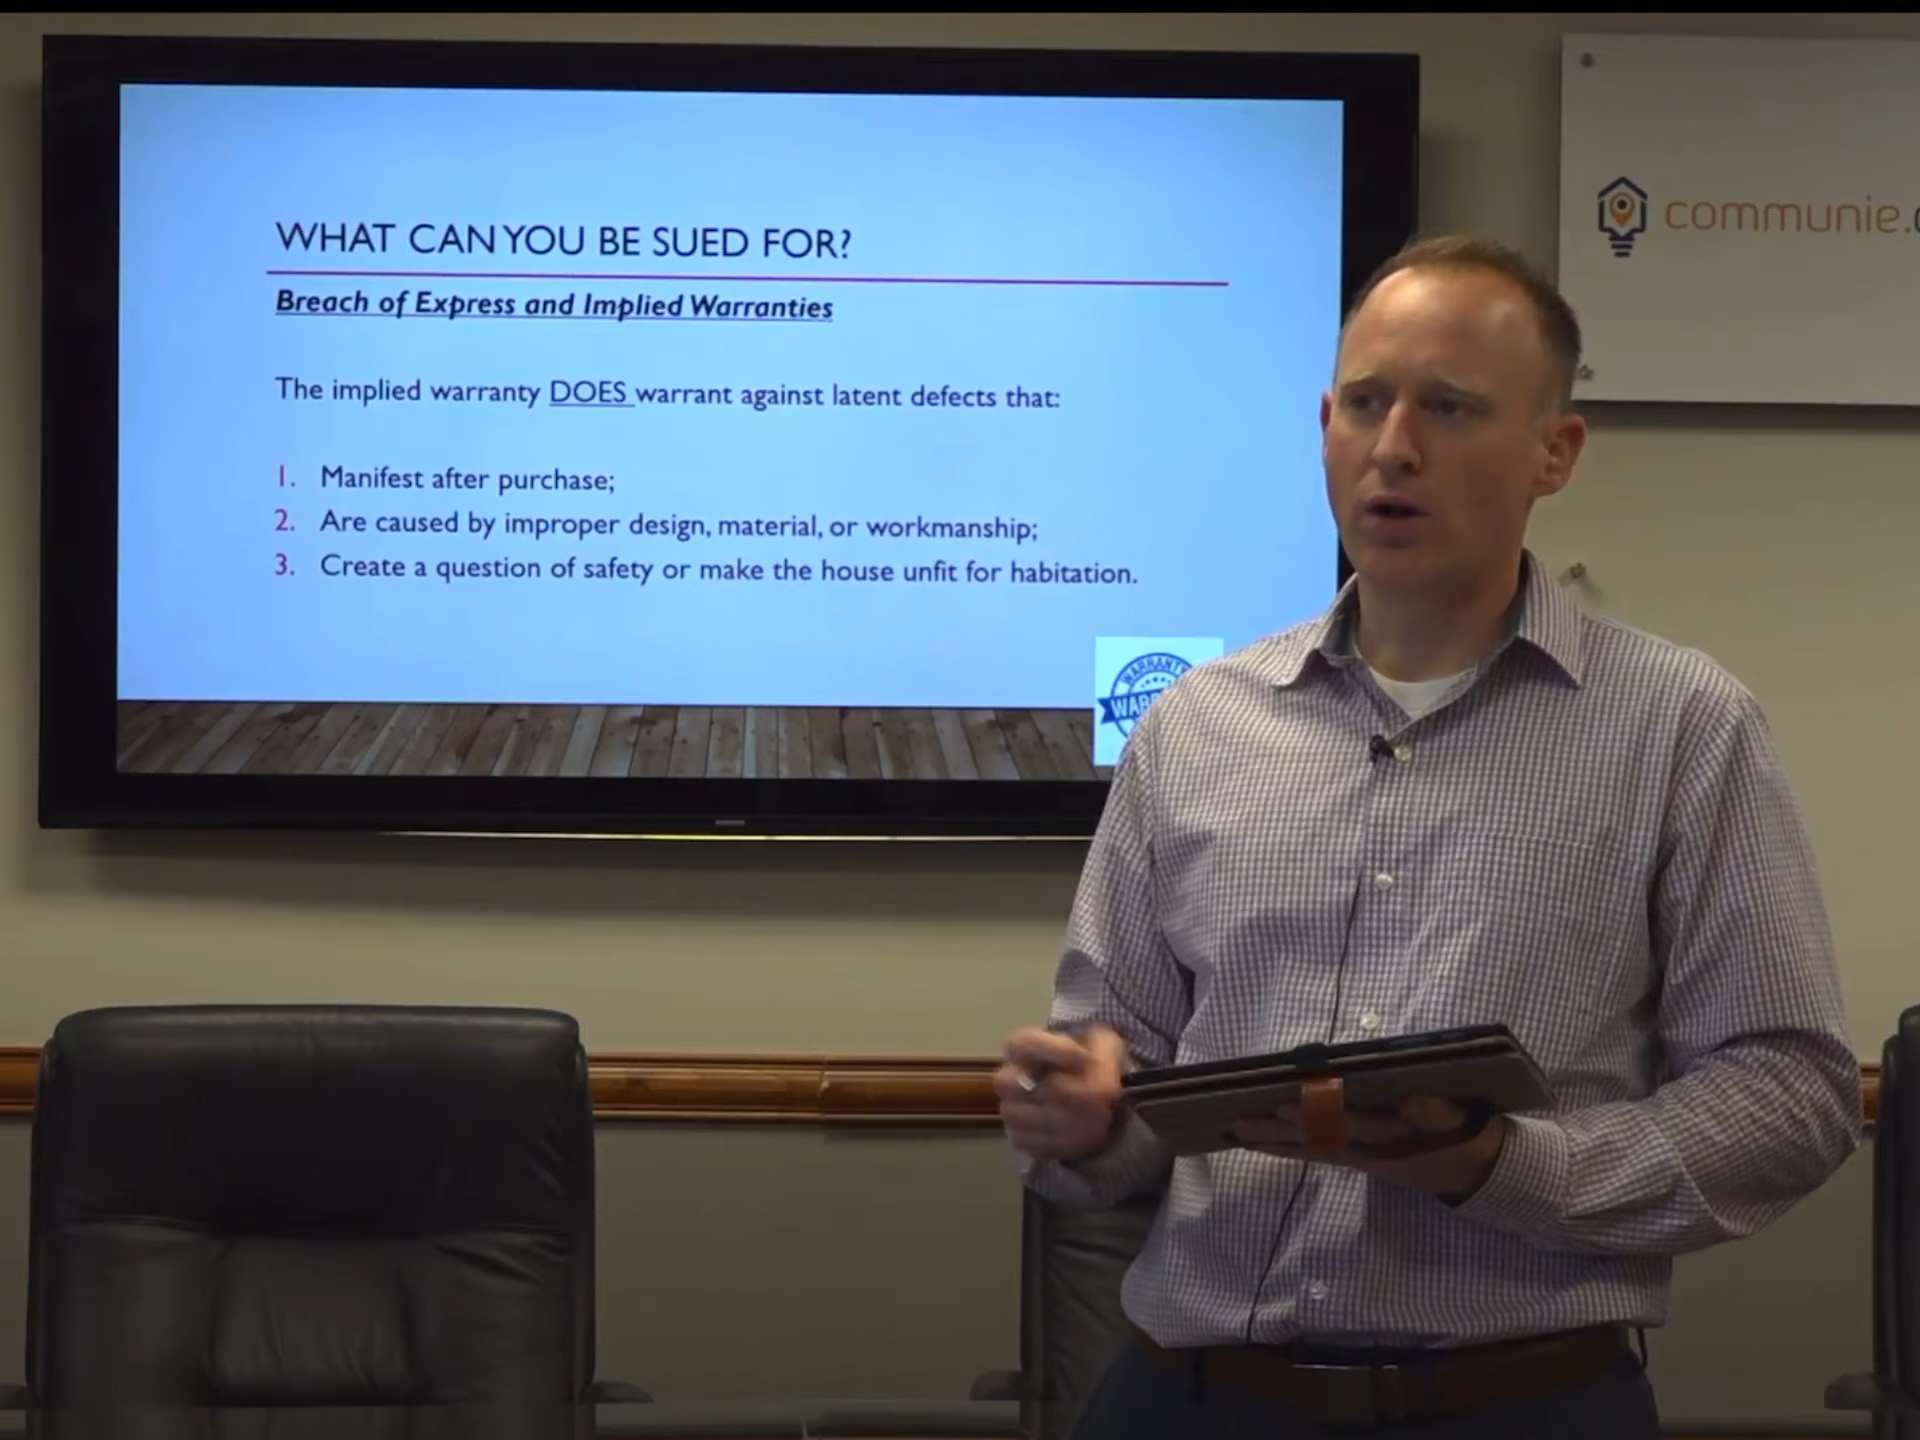 WHAT CAN YOU BE SUED FOR?
Breach of Express and Implied Warranties
The implied warranty DOES warrant against latent defects that:
1. Manifest after purchase;
2. Are caused by improper design, material, or workmanship;
3. Create a question of safety or make the house unfit for habitation.
WARRANTY
communie.